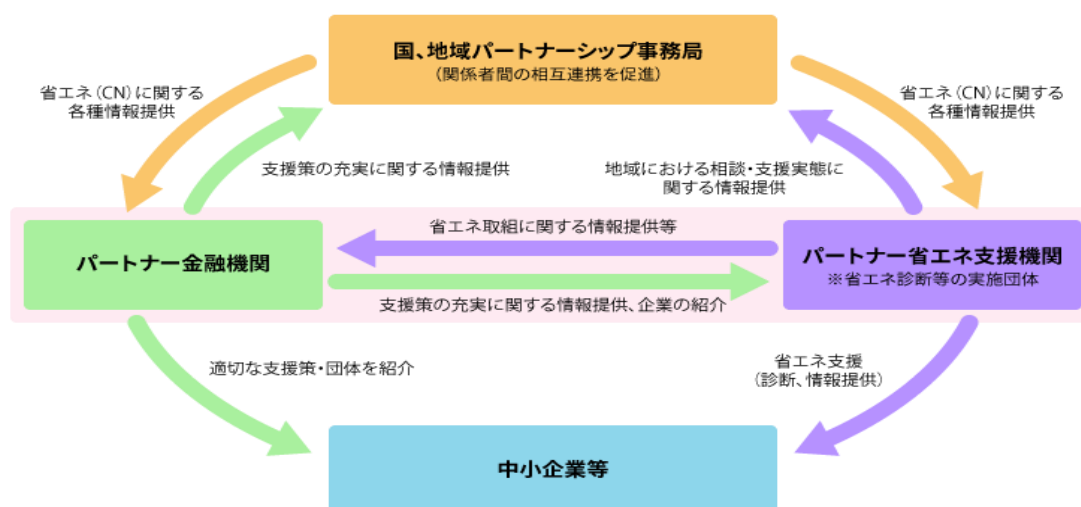 国、地域パートナーシップ事務局
(関係者間の相互連携を促進)
省エネ(CN)に関する
各種情報提供
省エネ(CN)に関する
各種情報提供
支援策の充実に関する情報提供
地域における相談・支援実態に
関する情報提供
パートナー金融機関
省エネ取組に関する情報提供等
支援策の充実に関する情報提供、企業の紹介
パートナー省エネ支援機関
※省エネ診断等の実施団体
適切な支援策・団体を紹介
省エネ支援
(診断、情報提供)
中小企業等